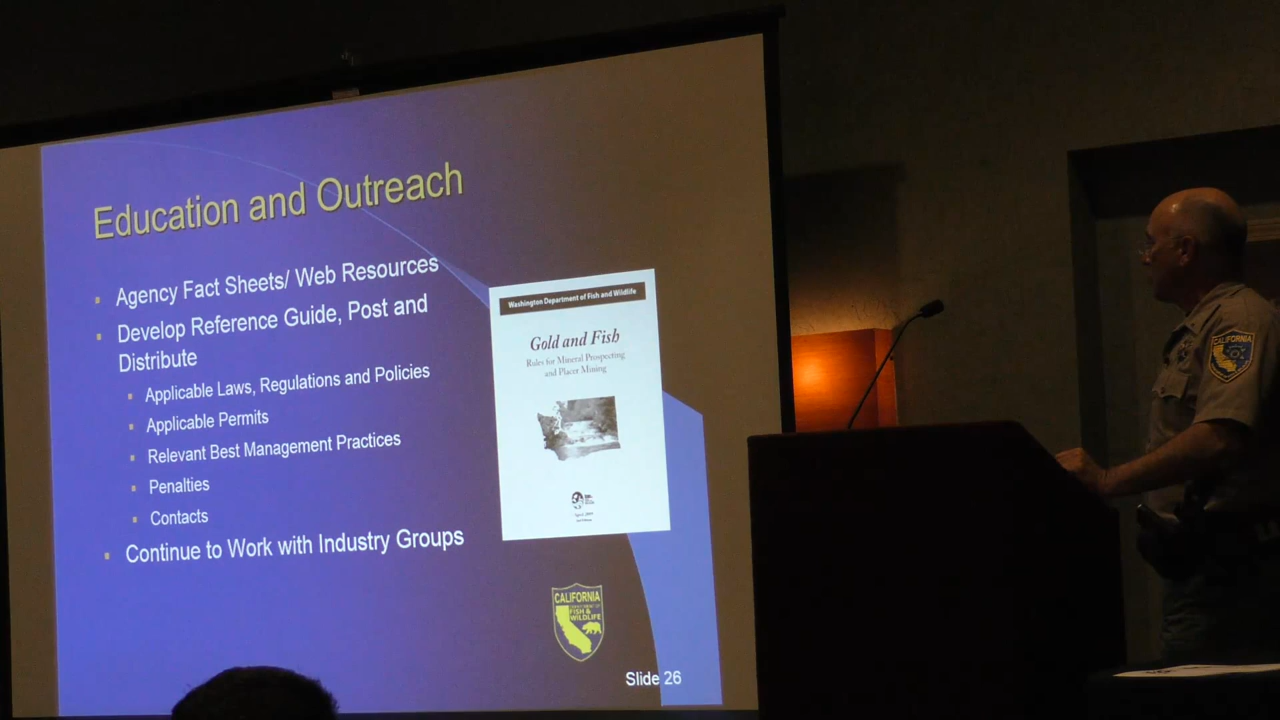 Education and Outreach
Agency Fact Sheets/ Web Resources
Develop Reference Guide, Post and
Distribute
Applicable Laws, Regulations and Policies
Applicable Permits
Relevant Best Management Practices
Penalties
Contacts
Continue to Work with Industry Groups
Washington Department of Fish and Wildlife
Gold and Fish
Rules for Mineral Prospecting
and Placer Mining
April 2009
CALIFORNIA
FISH &
WILDLIFE
Slide 26
CALIFORNIA